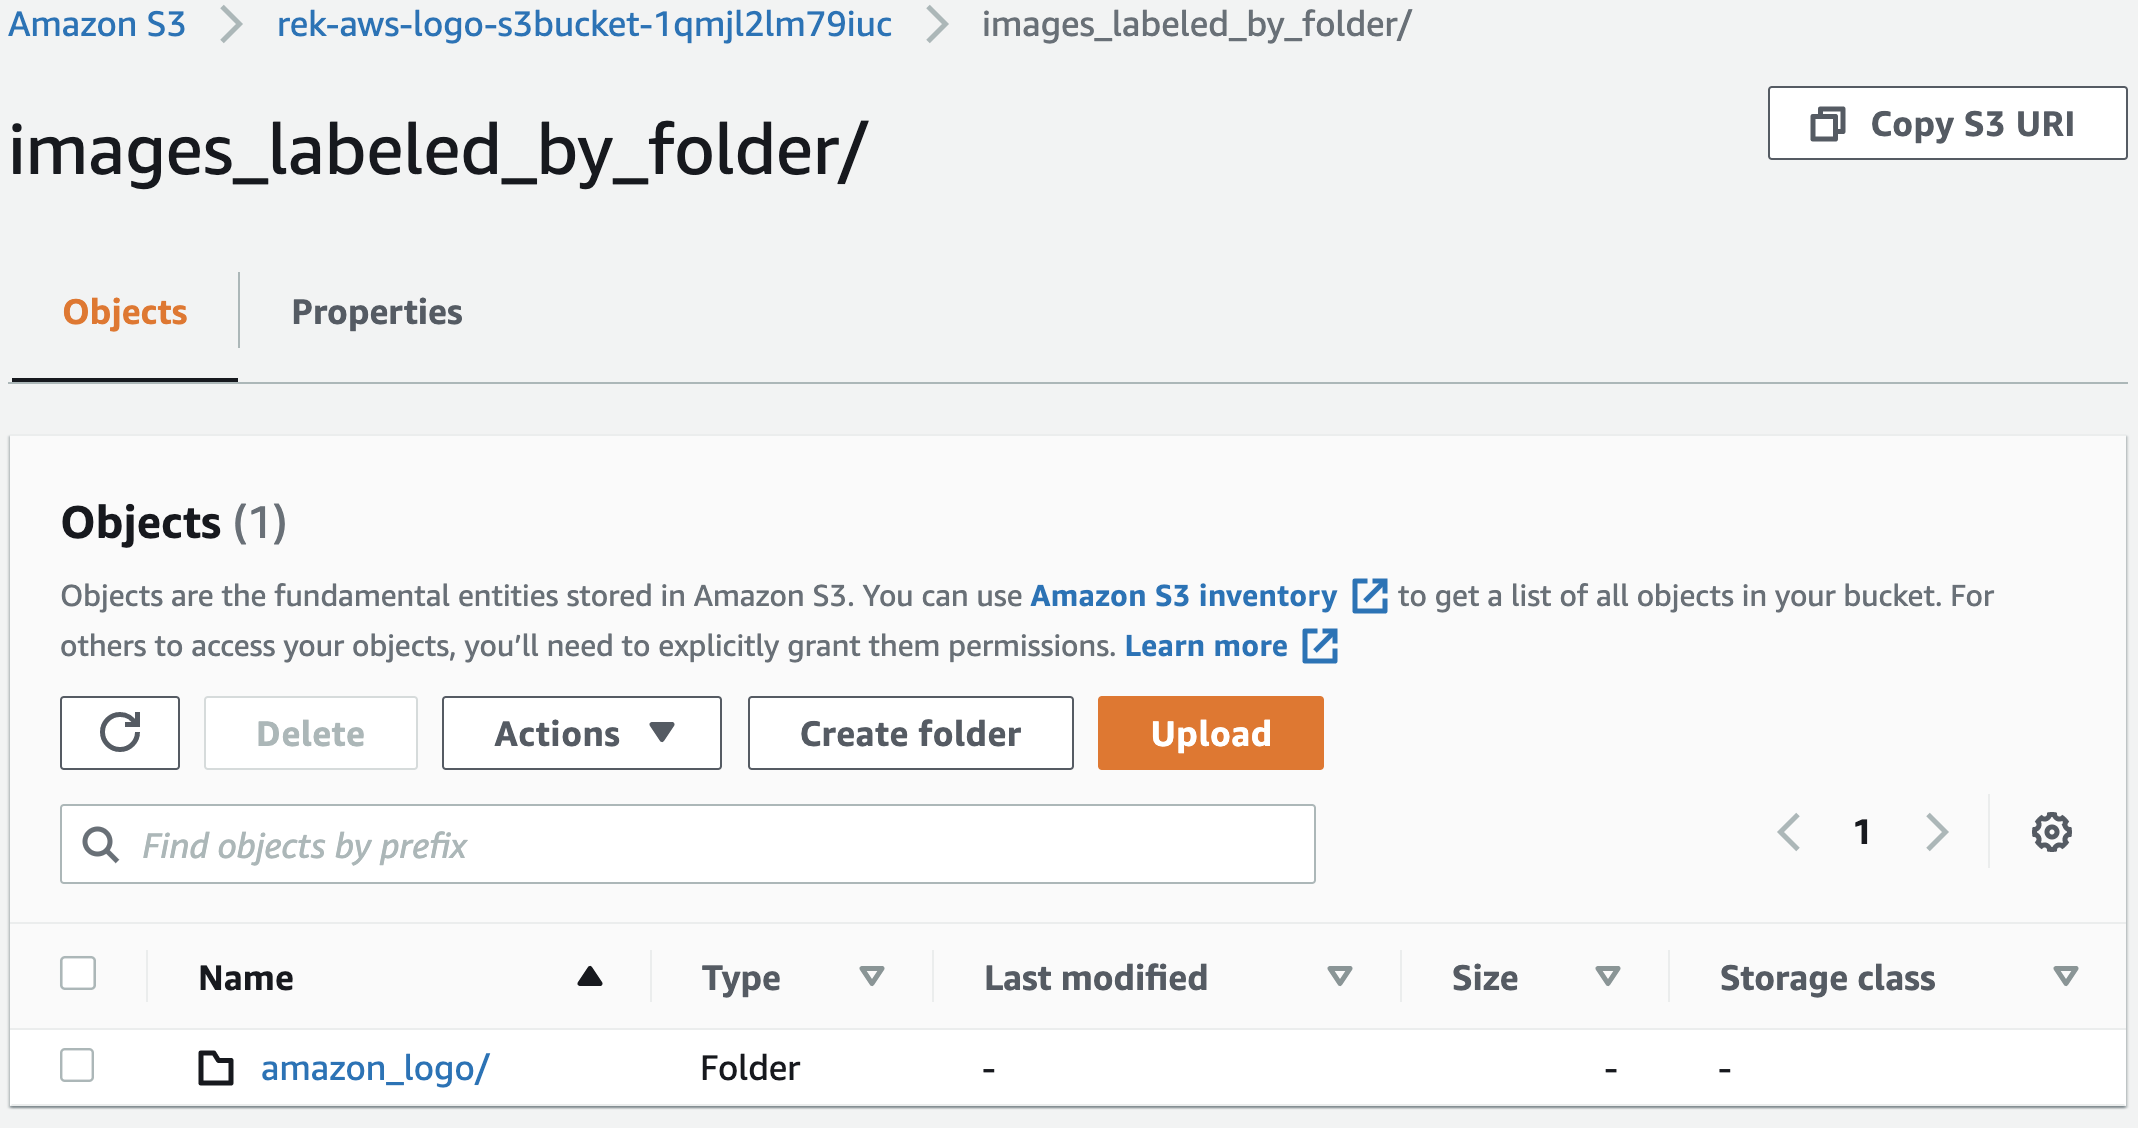 Amazon S3 rek-aws-logo-s3bucket-1qmjl2lm79iuc images_labeled_by_folder/
images_labeled_by_folder/
Copy S3 URI
Objects Properties
Objects (1)
Objects are the fundamental entities stored in Amazon S3. You can use Amazon S3 inventory to get a list of all objects in your bucket. For
others to access your objects, you’ll need to explicitly grant them permissions. Learn more
Delete Actions Create folder Upload
Find objects by prefix 1
Name Type Last modified Size Storage class
amazon_logo/ Folder - - -